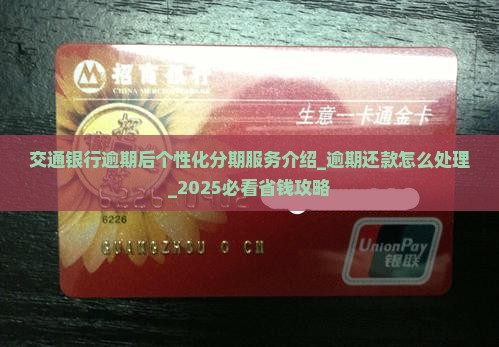 招商银行
CHINA MERCHANTS BANK
生意一卡通金卡
交通银行逾期后个性化分期服务介绍_逾期还款怎么处理
_2025必看省钱攻略
6226
GUANGZHOU O CM
UnionPay
银联